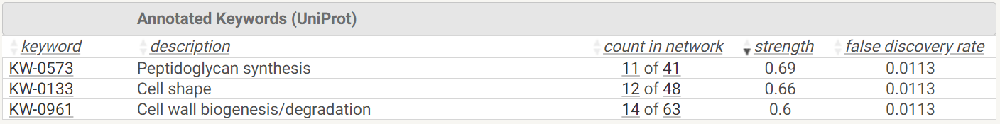 Annotated Keywords (UniProt)
keyword description count in network strength false discovery rate
KW-0573 Peptidoglycan synthesis 11 of 41 0.69 0.0113
KW-0133 Cell shape 12 of 48 0.66 0.0113
KW-0961 Cell wall biogenesis/degradation 14 of 63 0.6 0.0113